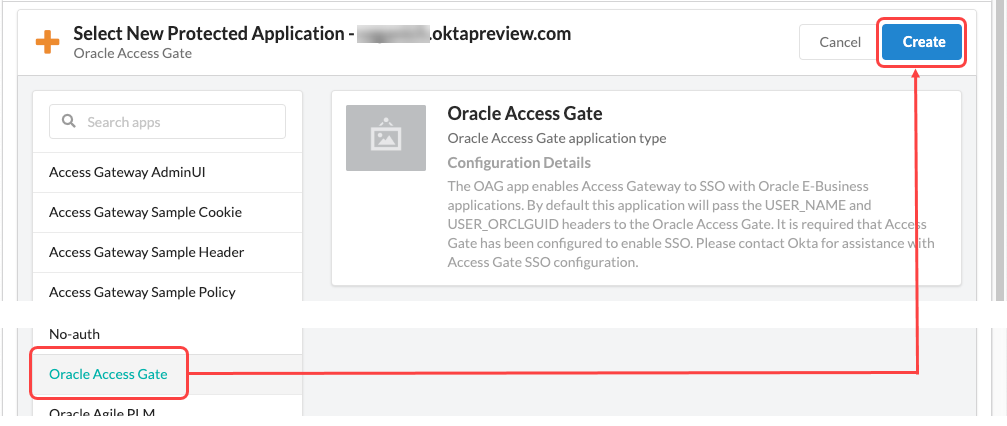 Select New Protected Application - .oktapreview.com
Oracle Access Gate
Cancel
Create
Search apps
Access Gateway AdminUI
Access Gateway Sample Cookie
Access Gateway Sample Header
Access Gateway Sample Policy
No-auth
Oracle Access Gate
Oracle Agile PLM
Oracle Access Gate
Oracle Access Gate application type
Configuration Details
The OAG app enables Access Gateway to SSO with Oracle E-Business
applications. By default this application will pass the USER_NAME and
USER_ORCLGUID headers to the Oracle Access Gate. It is required that Access
Gate has been configured to enable SSO. Please contact Okta for assistance with
Access Gate SSO configuration.